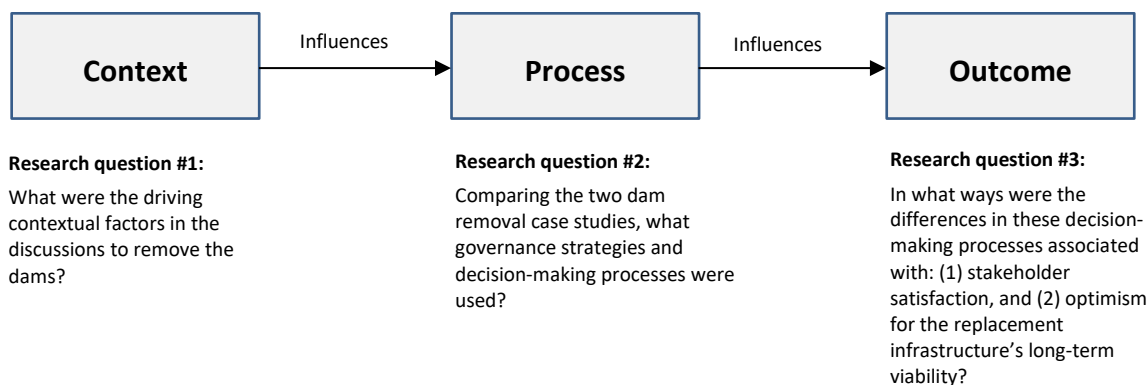 Influences
Influences
Context
Process
Outcome
Research question #1:
What were the driving
contextual factors in the
discussions to remove the
dams?
Research question #2:
Comparing the two dam
removal case studies, what
governance strategies and
decision-making processes were
used?
Research question #3:
In what ways were the
differences in these decision-
making processes associated
with: (1) stakeholder
satisfaction, and (2) optimism
for the replacement
infrastructure’s long-term
viability?